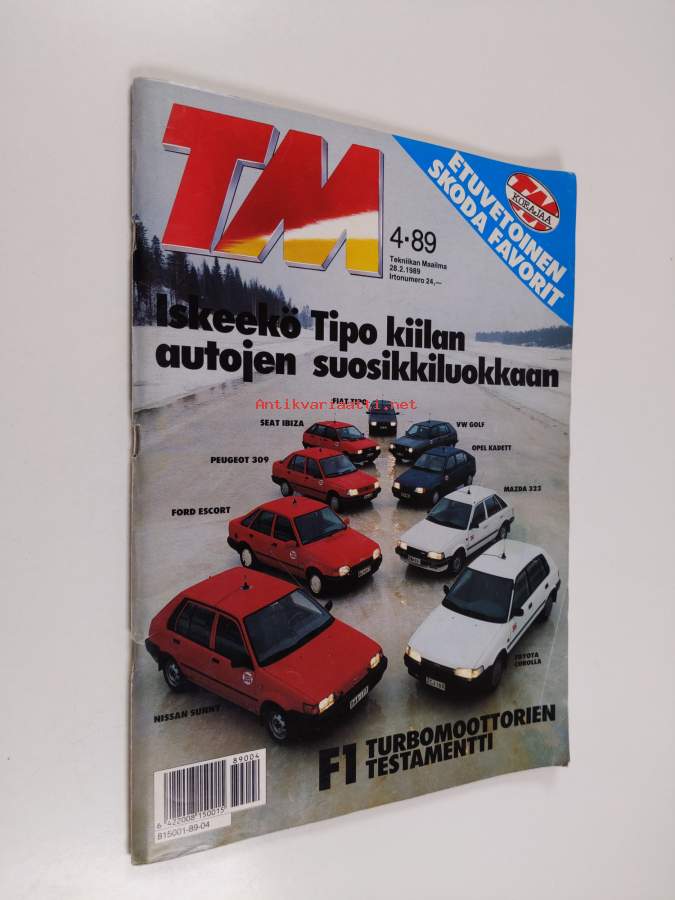 TM
ETUVETOINEN
SKODA FAVORIT
TM
KORAJAA
4•89
Tekniikan Maailma
28.2.1989
Irtonumero 24,—
Iskeekö Tipo kiilan
autojen suosikkiluokkaan
FIAT TIPO
Antikvariaatti.net
SEAT IBIZA
VW GOLF
PEUGEOT 309
OPEL KADETT
FORD ESCORT
MAZDA 323
TOYOTA
COROLLA
NISSAN SUNNY
F1 TURBOMOOTTORIEN
TESTAMENTTI
89004
6 422008 150015
815001-89-04